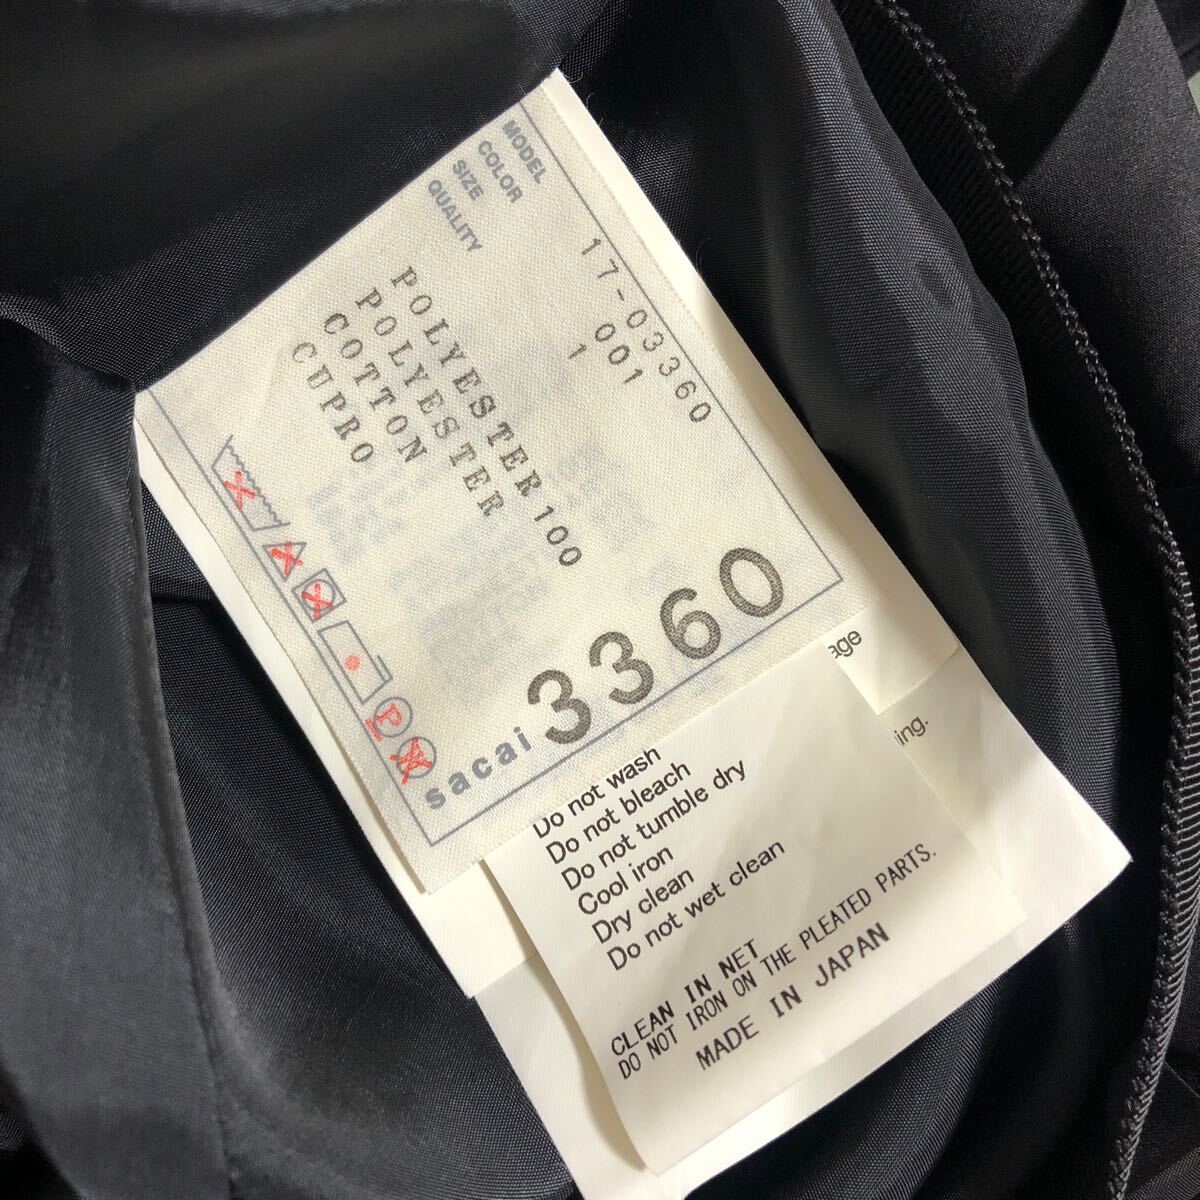 MODEL 17-03360
COLOR 001
SIZE 1
QUALITY
POLYESTER 100
POLYESTER
COTTON
CUPRO
P
sacai 3360
age
ing.
Do not wash
Do not bleach
Do not tumble dry
Cool iron
Dry clean
Do not wet clean
CLEAN IN NET
DO NOT IRON ON THE PLEATED PARTS.
MADE IN JAPAN